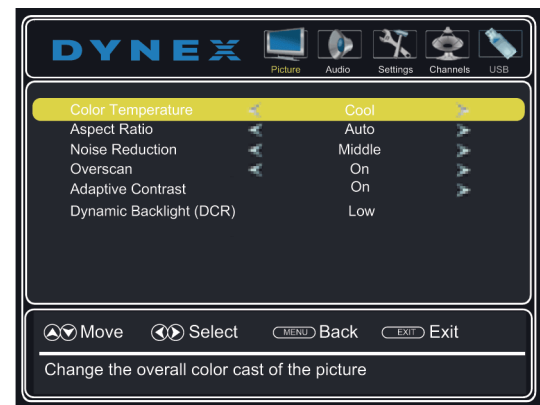 DYNEX
Picture Audio Settings Channels USB
Color Temperature Cool
Aspect Ratio Auto
Noise Reduction Middle
Overscan On
Adaptive Contrast On
Dynamic Backlight (DCR) Low
Move Select MENU Back EXIT Exit
Change the overall color cast of the picture